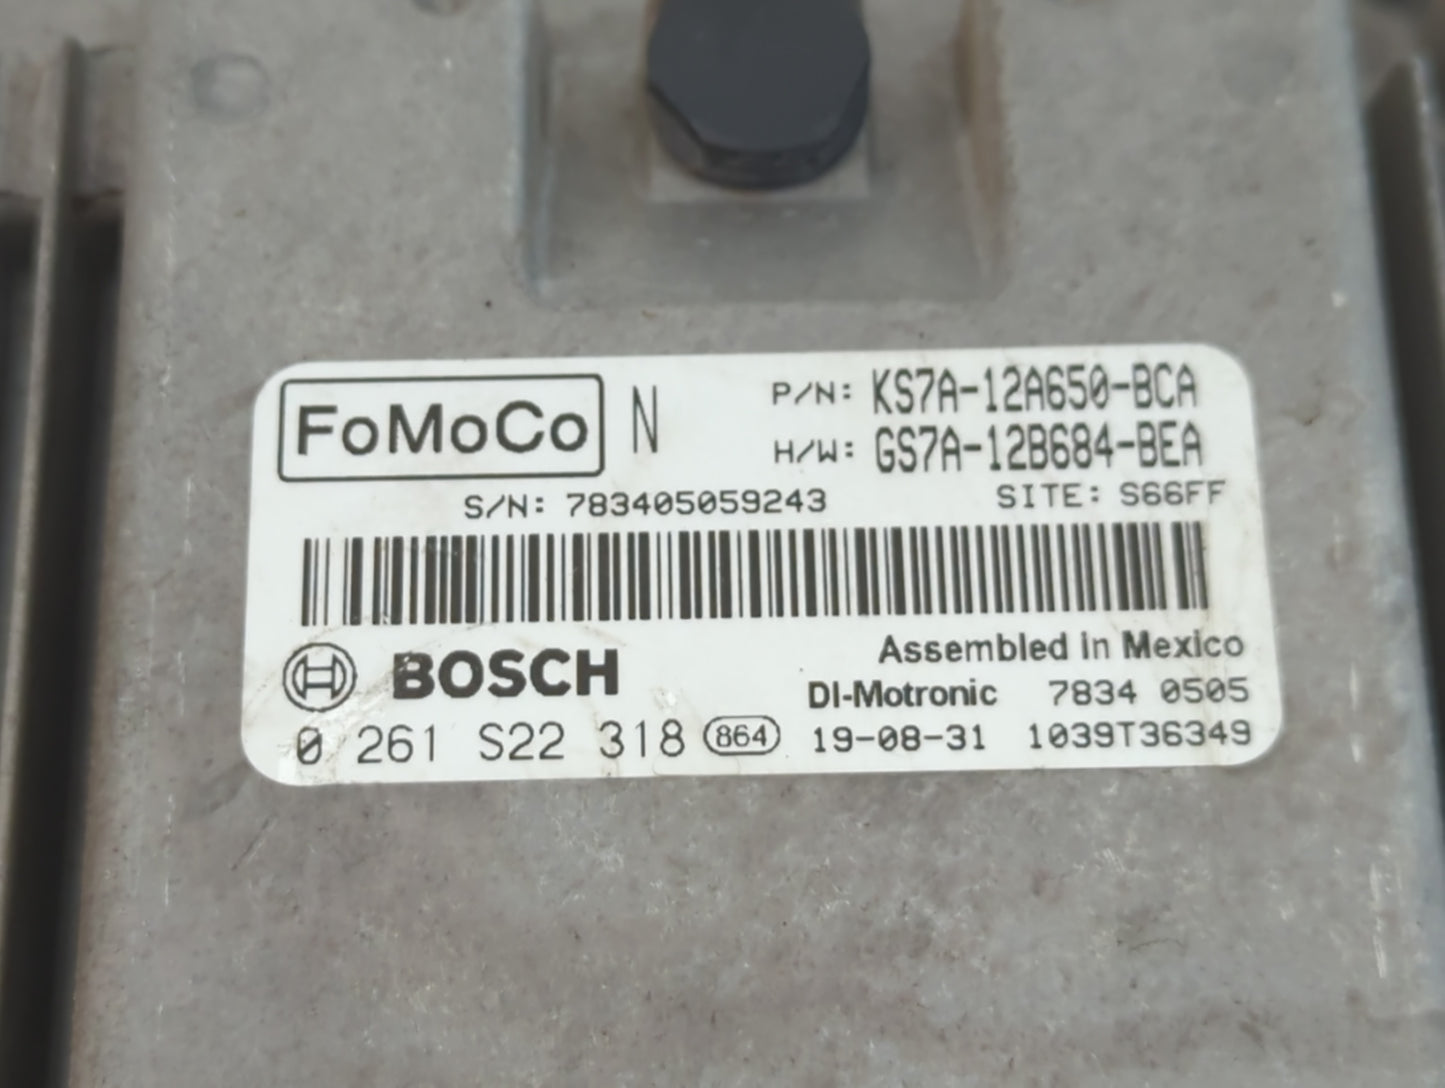 FoMoCo N P/N: KS7A-12A650-BCA
H/W: GS7A-12B684-BEA
S/N: 783405059243 SITE: S66FF
BOSCH Assembled in Mexico
DI-Motronic 7834 0505
0 261 S22 318 864 19-08-31 1039T36349